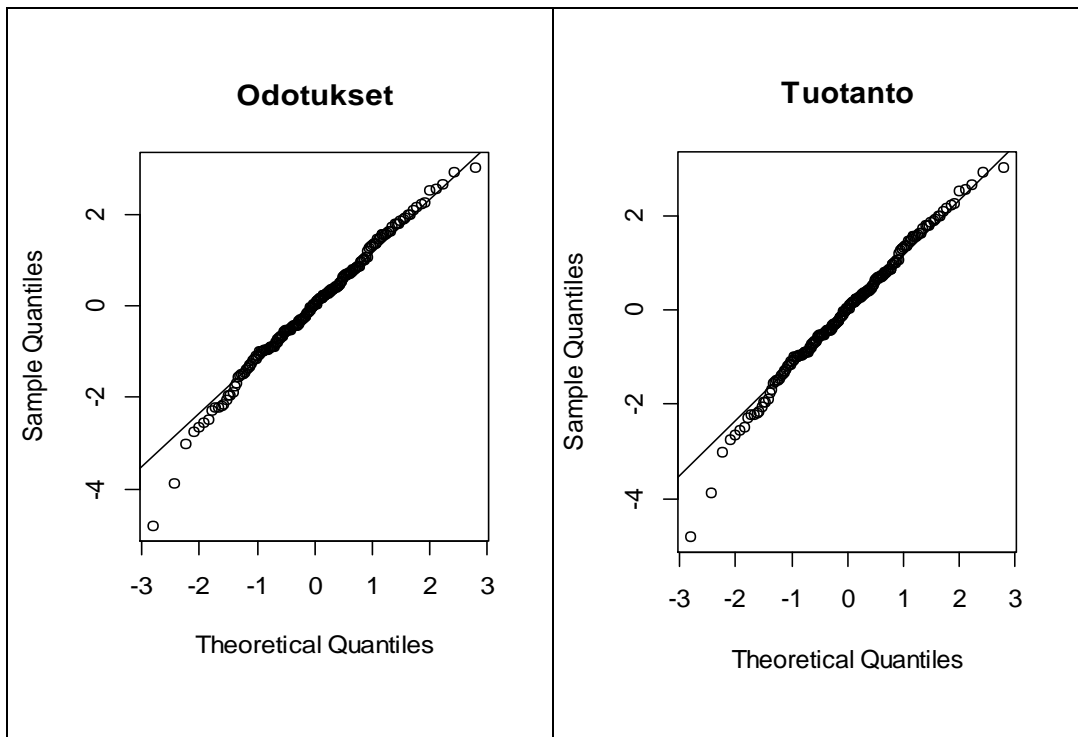 Odotukset
Sample Quantiles
2
0
-2
-4
-3 -2 -1 0 1 2 3
Theoretical Quantiles
Tuotanto
Sample Quantiles
2
0
-2
-4
-3 -2 -1 0 1 2 3
Theoretical Quantiles